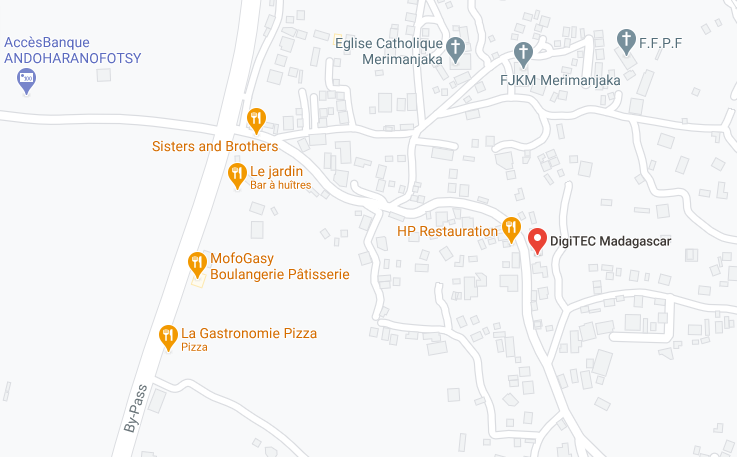 AccèsBanque
ANDOHARANOFOTSY
Eglise Catholique
Merimanjaka
FJKM Merimanjaka
F.F.P.F
Sisters and Brothers
Le jardin
Bar à huîtres
HP Restauration
DigiTEC Madagascar
MofoGasy
Boulangerie Pâtisserie
La Gastronomie Pizza
Pizza
By-Pass